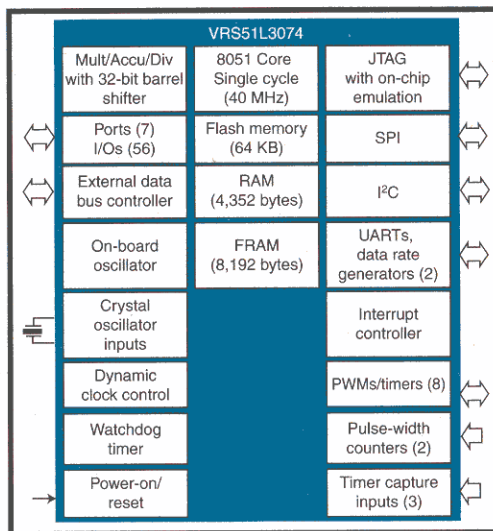 VRS51L3074
Mult/Accu/Div
with 32-bit barrel
shifter
8051 Core
Single cycle
(40 MHz)
JTAG
with on-chip
emulation
Ports (7)
I/Os (56)
Flash memory
(64 KB)
SPI
External data
bus controller
RAM
(4,352 bytes)
I²C
On-board
oscillator
FRAM
(8,192 bytes)
UARTs,
data rate
generators (2)
Crystal
oscillator
inputs
Interrupt
controller
Dynamic
clock control
PWMs/timers (8)
Watchdog
timer
Pulse-width
counters (2)
Power-on/
reset
Timer capture
inputs (3)